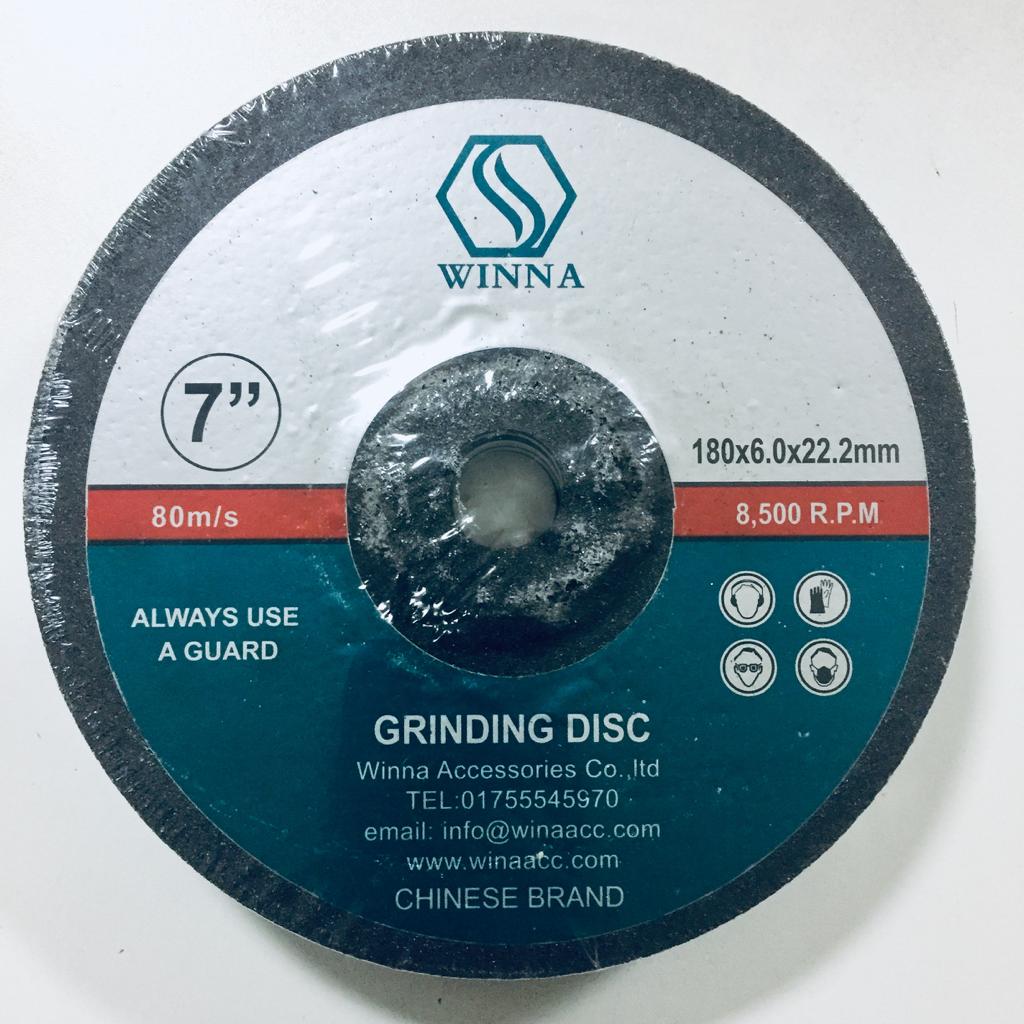 WINNA
7”
180x6.0x22.2mm
80m/s
8,500 R.P.M
ALWAYS USE
A GUARD
GRINDING DISC
Winna Accessories Co.,ltd
TEL:01755545970
email: info@winaacc.com
www.winaacc.com
CHINESE BRAND